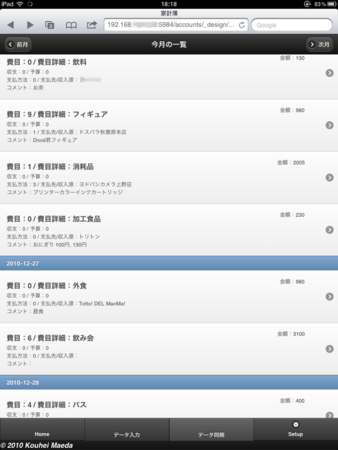 iPad
18:18
83%
家計簿
192.168. :5984/accounts/_design/
Google
前月
今月の一覧
次月
費目：0 / 費目詳細：飲料
金額：130
収支：0 / 予算：0
支払方法：0 / 支払先/収入源：
コメント：お茶
費目：9 / 費目詳細：フィギュア
金額：980
収支：0 / 予算：0
支払方法：1 / 支払先/収入源：ドスパラ秋葉原本店
コメント：Droid君フィギュア
費目：1 / 費目詳細：消耗品
金額：2005
収支：0 / 予算：0
支払方法：3 / 支払先/収入源：ヨドバシカメラ上野店
コメント：プリンターカラーインクカートリッジ
費目：0 / 費目詳細：加工食品
金額：230
収支：0 / 予算：0
支払方法：0 / 支払先/収入源：トリトン
コメント：おにぎり 100円, 130円
2010-12-27
費目：0 / 費目詳細：外食
金額：980
収支：0 / 予算：0
支払方法：0 / 支払先/収入源：Totto! DEL ManMa!
コメント：昼食
費目：6 / 費目詳細：飲み会
金額：3100
収支：0 / 予算：0
支払方法：0 / 支払先/収入源：
コメント：
2010-12-28
費目：4 / 費目詳細：バス
金額：400
収支：0 / 予算：0
Home
データ入力
データ同期
Setup
© 2010 Kouhei Maeda